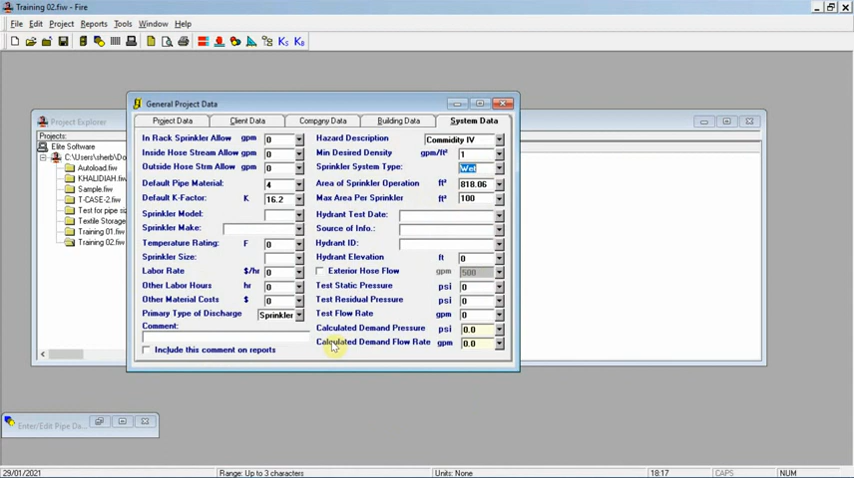 Training 02.fiw - Fire
File Edit Project Reports Tools Window Help
Ks KB
Project Explorer
Projects:
Elite Software
C:\Users\sherb\Do
Autoload.fiw
KHALIDIAH.fiw
Sample.fiw
T-CASE-2.fiw
Test for pipe si
Textile Storage
Training 01.fiw
Training 02.fiw
General Project Data
Project Data Client Data Company Data Building Data System Data
In Rack Sprinkler Allow gpm 0
Inside Hose Stream Allow gpm 0
Outside Hose Strm Allow gpm 0
Default Pipe Material: 4
Default K-Factor: K 16.2
Sprinkler Model:
Sprinkler Make:
Temperature Rating: F 0
Sprinkler Size:
Labor Rate $/hr 0
Other Labor Hours hr 0
Other Material Costs $ 0
Primary Type of Discharge Sprinkler
Comment:
Include this comment on reports
Hazard Description Commidity IV
Min Desired Density gpm/ft² 1
Sprinkler System Type: Wet
Area of Sprinkler Operation ft² 818.06
Max Area Per Sprinkler ft² 100
Hydrant Test Date:
Source of Info.:
Hydrant ID:
Hydrant Elevation ft 0
Exterior Hose Flow gpm 500
Test Static Pressure psi 0
Test Residual Pressure psi 0
Test Flow Rate gpm 0
Calculated Demand Pressure psi 0.0
Calculated Demand Flow Rate gpm 0.0
Enter/Edit Pipe Da...
29/01/2021 Range: Up to 3 characters Units: None 18:17 CAPS NUM